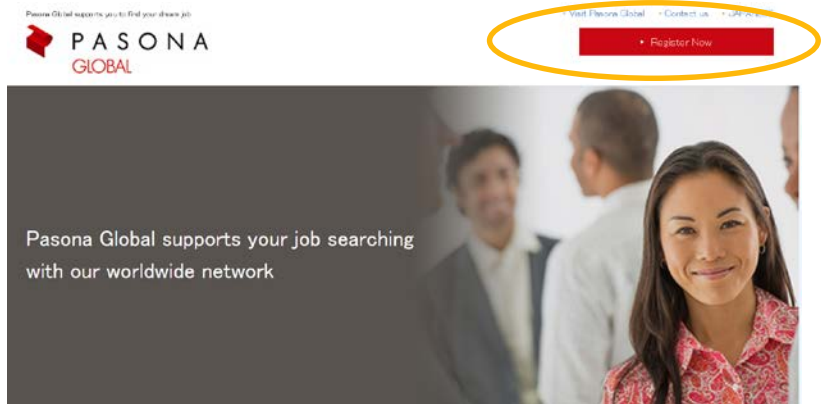 Pasona Global supports you to find your dream job
Visit Pasona Global Contact us JAPANESE
PASONA
GLOBAL
Register Now
Pasona Global supports your job searching
with our worldwide network